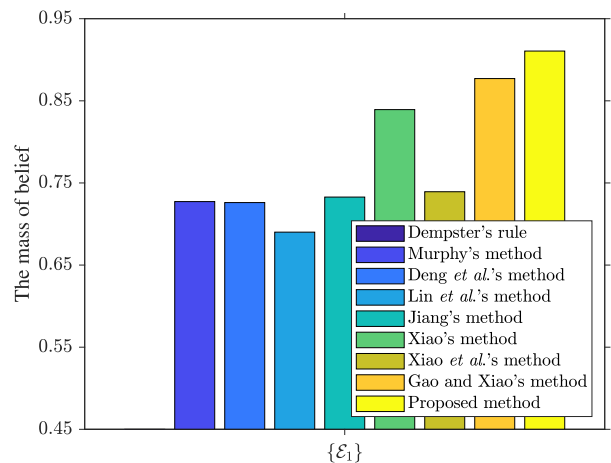 0.95
0.85
0.75
0.65
0.55
0.45
The mass of belief
Dempster's rule
Murphy's method
Deng et al.'s method
Lin et al.'s method
Jiang's method
Xiao's method
Xiao et al.'s method
Gao and Xiao's method
Proposed method
{ℰ₁}